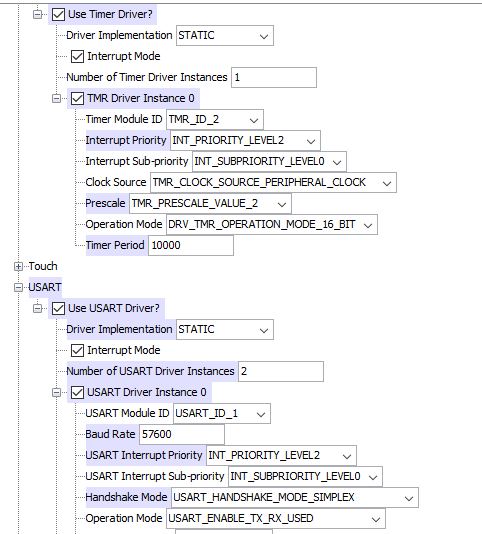 Use Timer Driver?
Driver Implementation STATIC
Interrupt Mode
Number of Timer Driver Instances 1
TMR Driver Instance 0
Timer Module ID TMR_ID_2
Interrupt Priority INT_PRIORITY_LEVEL2
Interrupt Sub-priority INT_SUBPRIORITY_LEVEL0
Clock Source TMR_CLOCK_SOURCE_PERIPHERAL_CLOCK
Prescale TMR_PRESCALE_VALUE_2
Operation Mode DRV_TMR_OPERATION_MODE_16_BIT
Timer Period 10000
Touch
USART
Use USART Driver?
Driver Implementation STATIC
Interrupt Mode
Number of USART Driver Instances 2
USART Driver Instance 0
USART Module ID USART_ID_1
Baud Rate 57600
USART Interrupt Priority INT_PRIORITY_LEVEL2
USART Interrupt Sub-priority INT_SUBPRIORITY_LEVEL0
Handshake Mode USART_HANDSHAKE_MODE_SIMPLEX
Operation Mode USART_ENABLE_TX_RX_USED